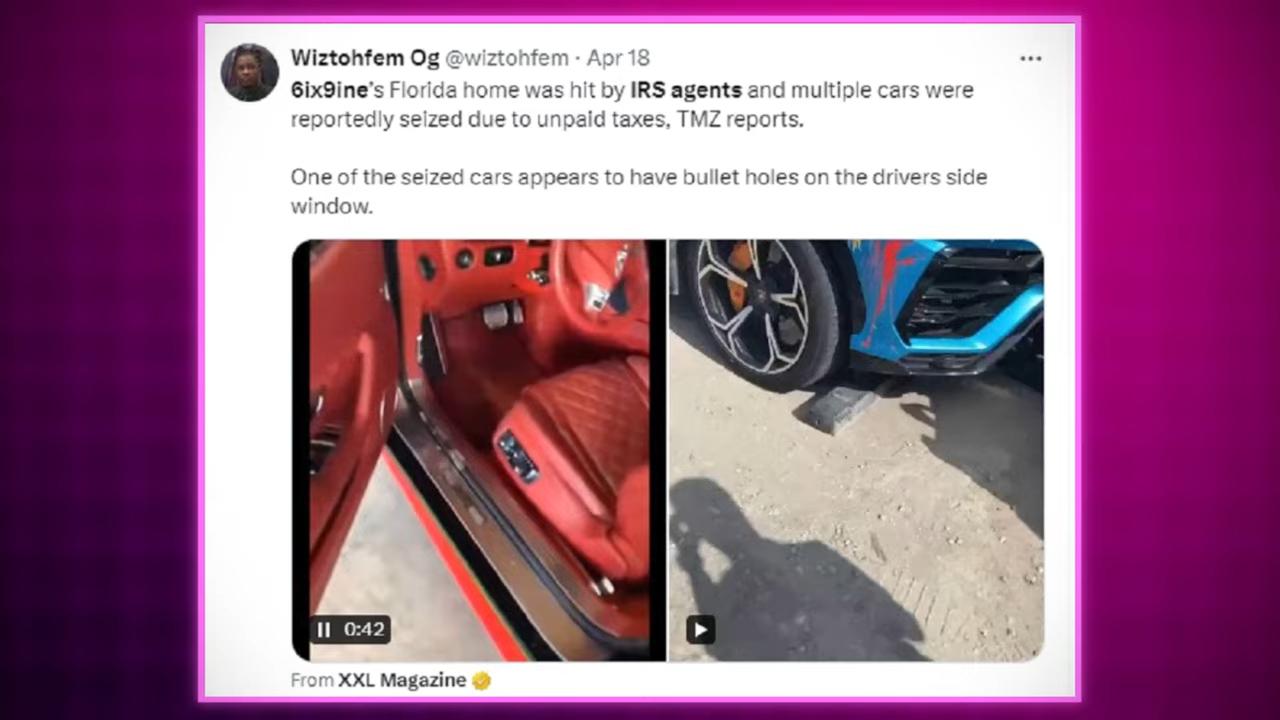 Wiztohfem Og @wiztohfem · Apr 18
6ix9ine's Florida home was hit by IRS agents and multiple cars were
reportedly seized due to unpaid taxes, TMZ reports.
One of the seized cars appears to have bullet holes on the drivers side
window.
0:42
From XXL Magazine